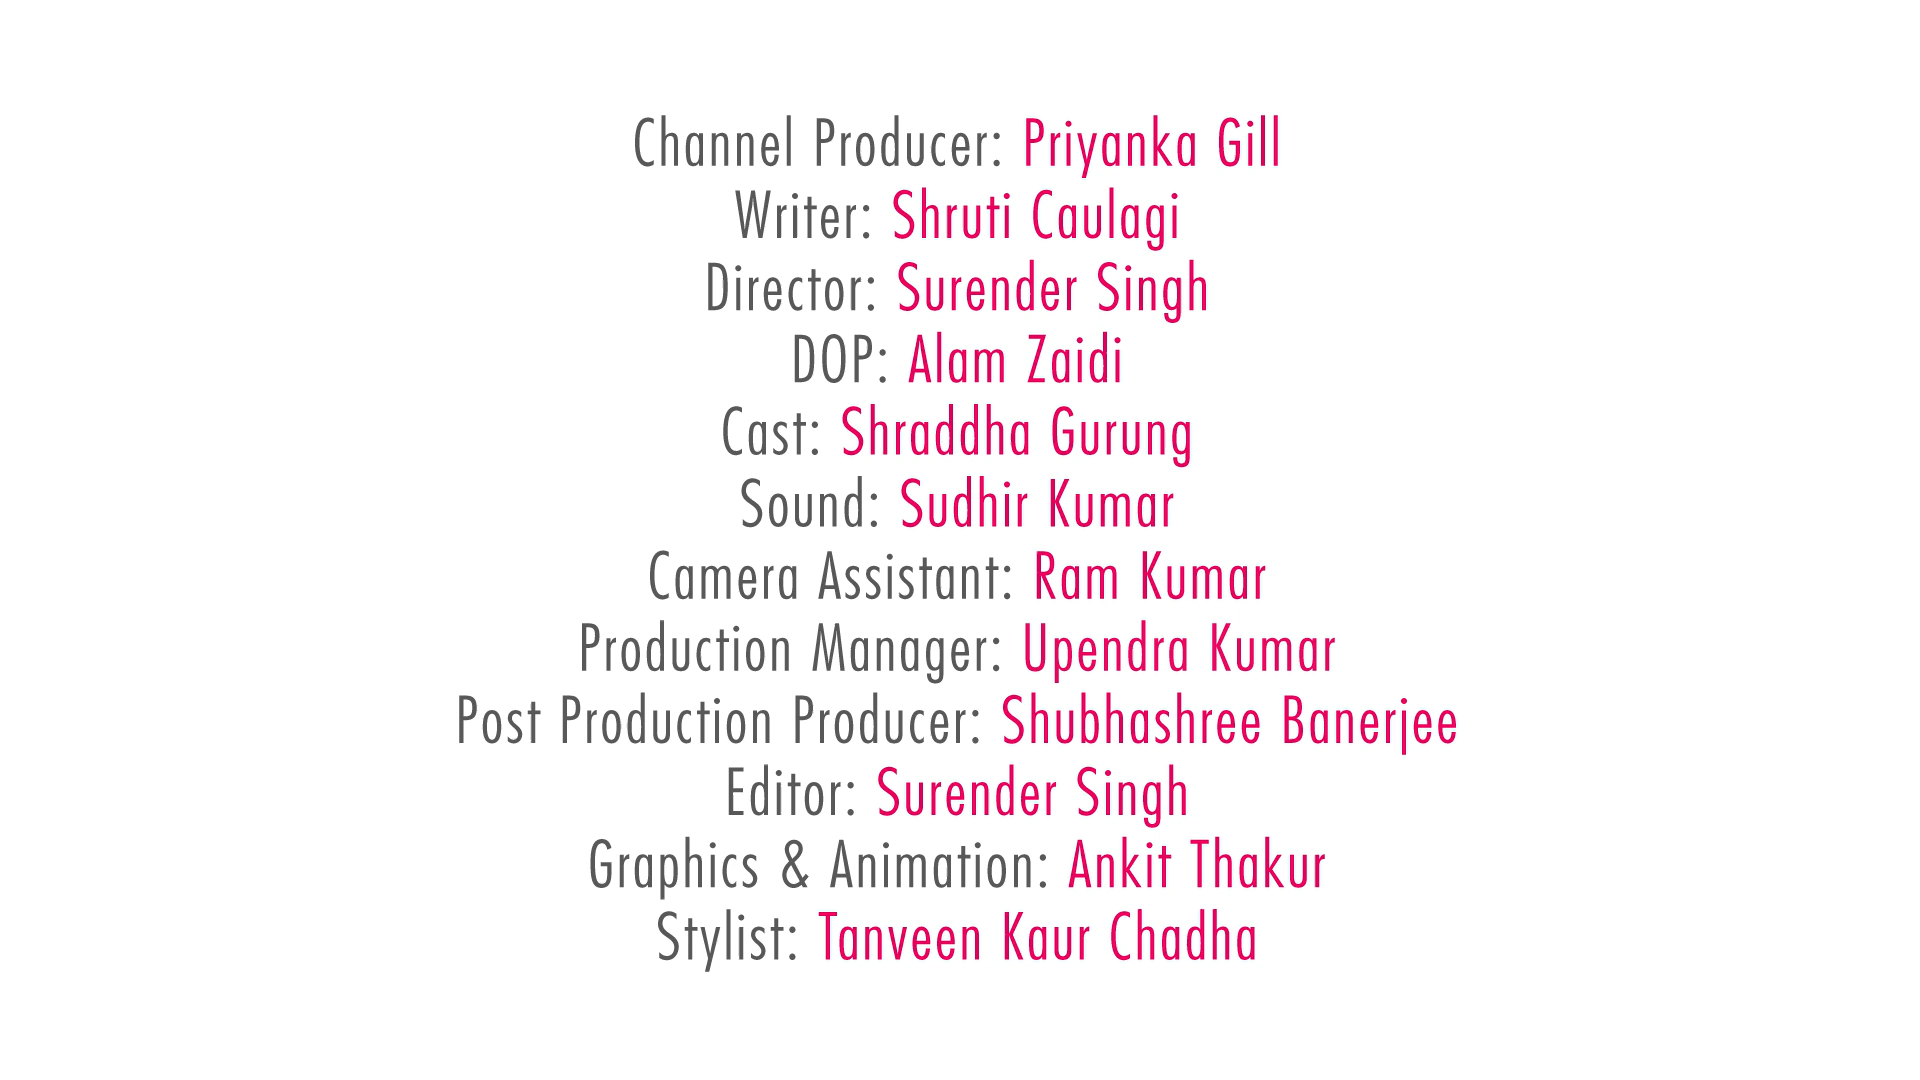 Channel Producer: Priyanka Gill
Writer: Shruti Caulagi
Director: Surender Singh
DOP: Alam Zaidi
Cast: Shraddha Gurung
Sound: Sudhir Kumar
Camera Assistant: Ram Kumar
Production Manager: Upendra Kumar
Post Production Producer: Shubhashree Banerjee
Editor: Surender Singh
Graphics & Animation: Ankit Thakur
Stylist: Tanveen Kaur Chadha